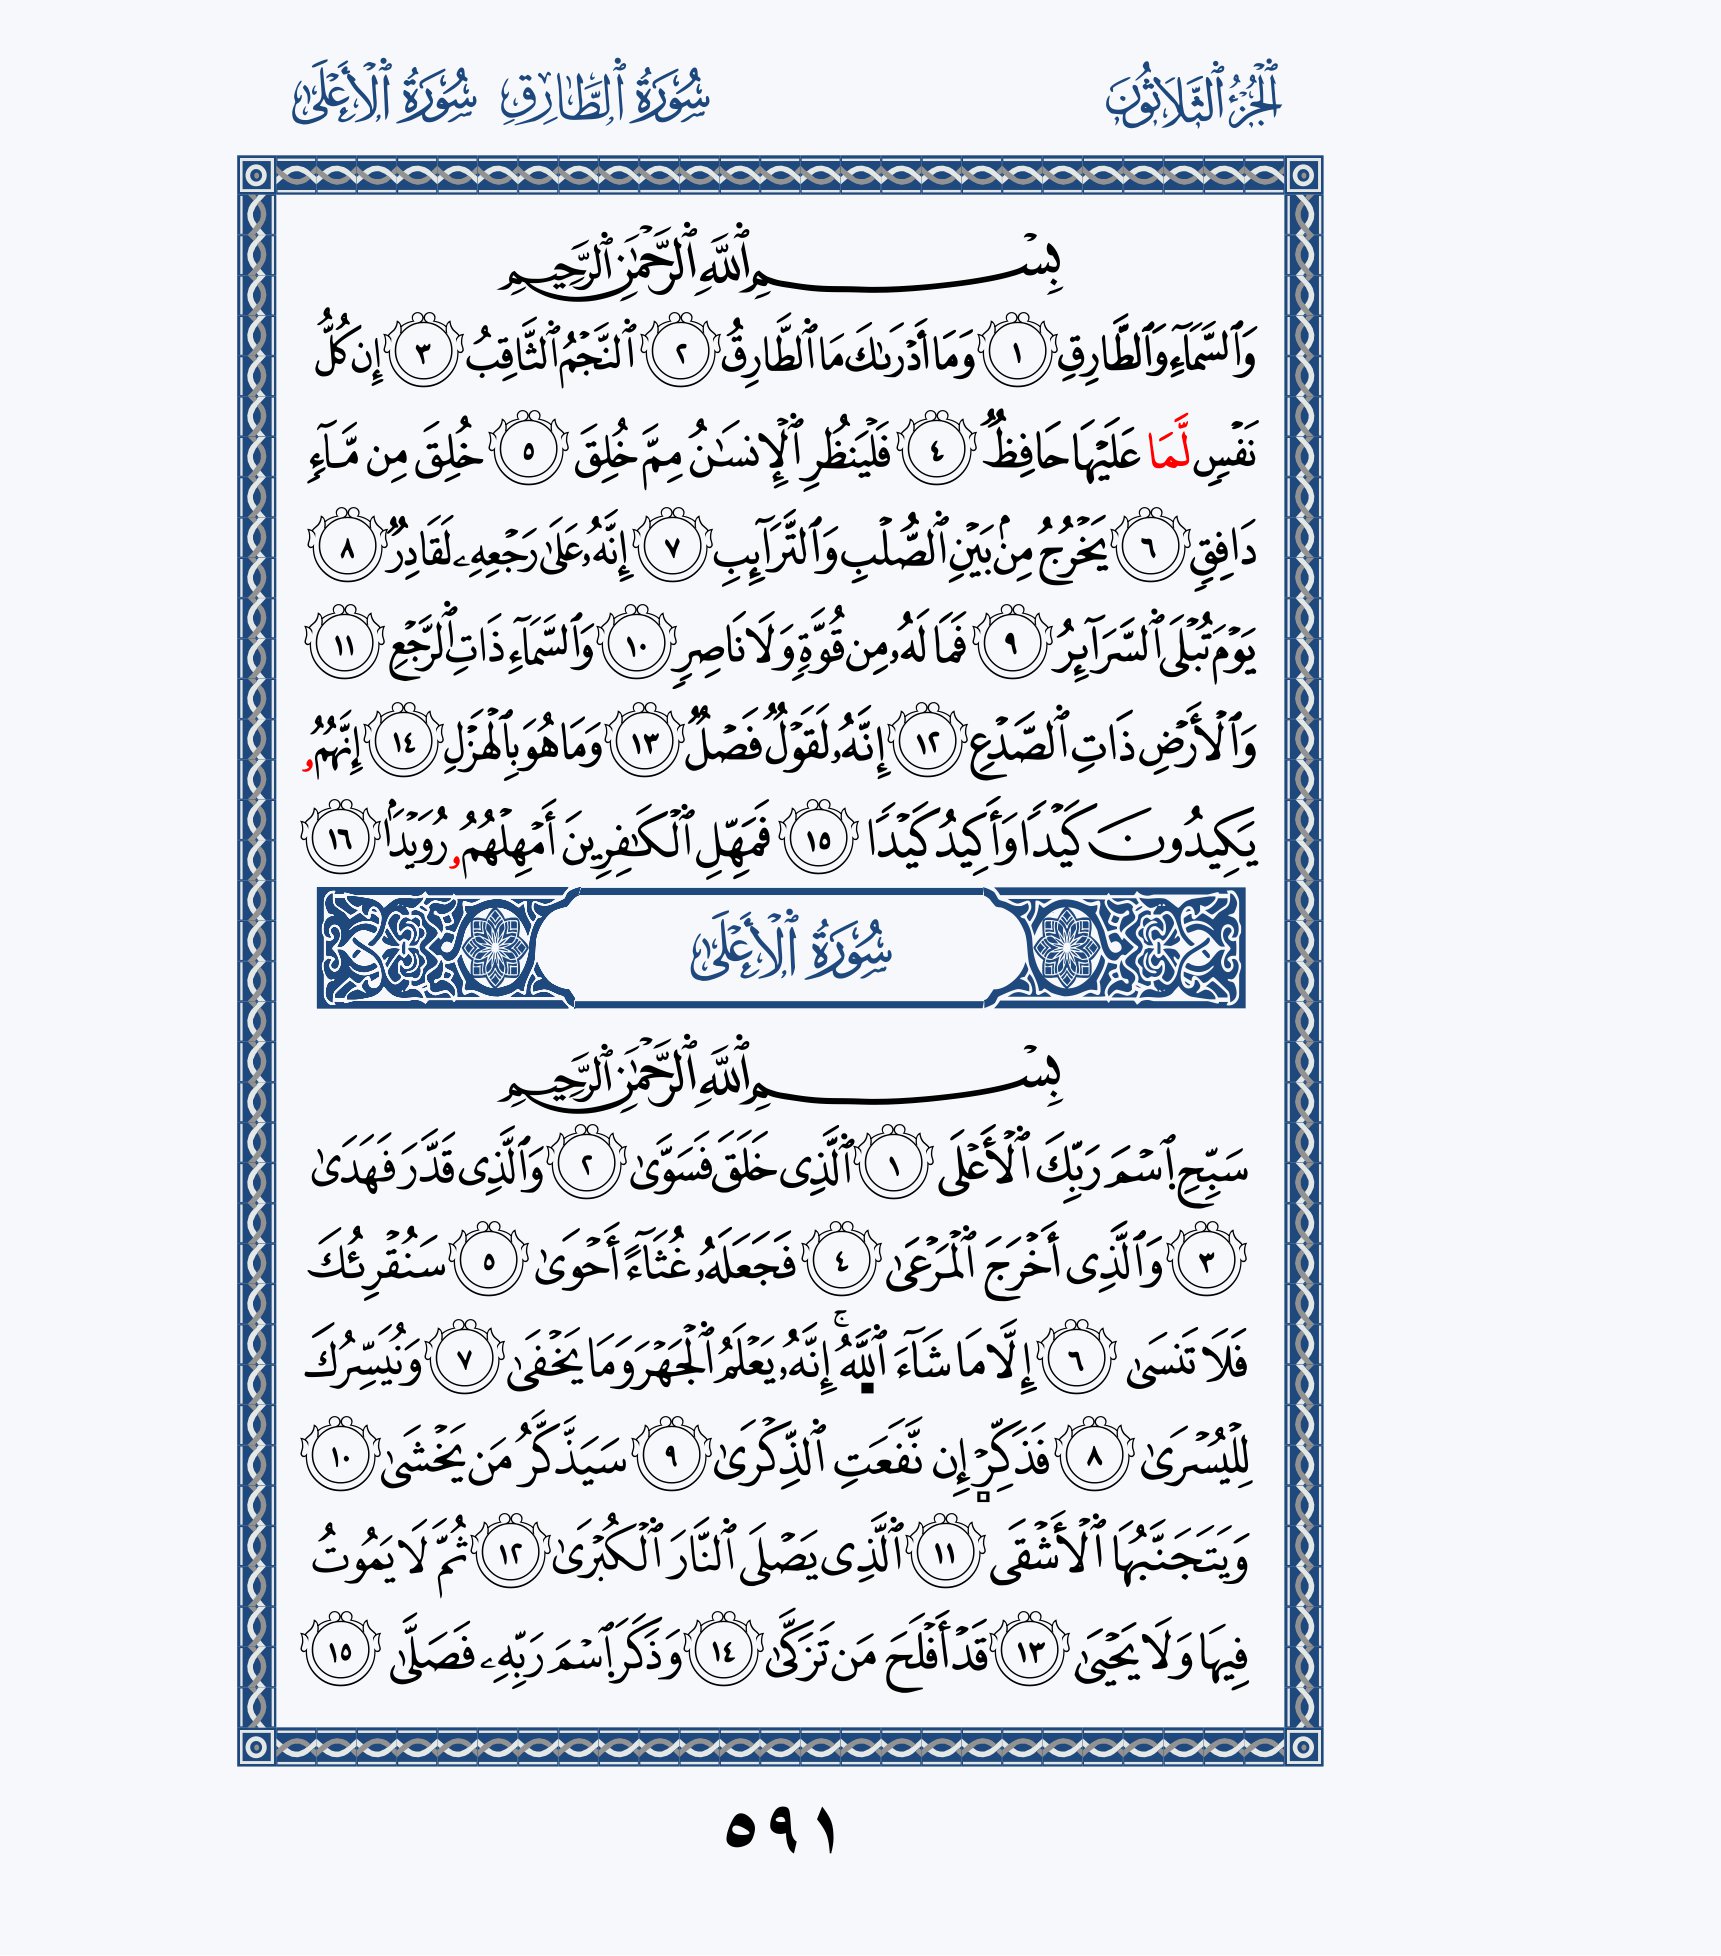 ٱلْجُزْءُ ٱلثَّلَاثُونَ سُورَةُ ٱلطَّارِقِ سُورَةُ ٱلْأَعْلَىٰ
بِسْمِ ٱللَّهِ ٱلرَّحْمَٰنِ ٱلرَّحِيمِ
وَٱلسَّمَآءِ وَٱلطَّارِقِ ١ وَمَا أَدْرَىٰكَ مَا ٱلطَّارِقُ ٢ ٱلنَّجْمُ ٱلثَّاقِبُ ٣ إِن كُلُّ
نَفْسٍ لَّمَا عَلَيْهَا حَافِظٌ ٤ فَلْيَنظُرِ ٱلْإِنسَٰنُ مِمَّ خُلِقَ ٥ خُلِقَ مِن مَّآءٍ
دَافِقٍ ٦ يَخْرُجُ مِنۢ بَيْنِ ٱلصُّلْبِ وَٱلتَّرَآئِبِ ٧ إِنَّهُۥ عَلَىٰ رَجْعِهِۦ لَقَادِرٌ ٨
يَوْمَ تُبْلَى ٱلسَّرَآئِرُ ٩ فَمَا لَهُۥ مِن قُوَّةٍ وَلَا نَاصِرٍ ١٠ وَٱلسَّمَآءِ ذَاتِ ٱلرَّجْعِ ١١
وَٱلْأَرْضِ ذَاتِ ٱلصَّدْعِ ١٢ إِنَّهُۥ لَقَوْلٌ فَصْلٌ ١٣ وَمَا هُوَ بِٱلْهَزْلِ ١٤ إِنَّهُمُۥ
يَكِيدُونَ كَيْدًا ١٥ وَأَكِيدُ كَيْدًا ١٥ فَمَهِّلِ ٱلْكَٰفِرِينَ أَمْهِلْهُمُۥ رُوَيْدَۢا ١٦
سُورَةُ ٱلْأَعْلَىٰ
بِسْمِ ٱللَّهِ ٱلرَّحْمَٰنِ ٱلرَّحِيمِ
سَبِّحِ ٱسْمَ رَبِّكَ ٱلْأَعْلَى ١ ٱلَّذِى خَلَقَ فَسَوَّىٰ ٢ وَٱلَّذِى قَدَّرَ فَهَدَىٰ
٣ وَٱلَّذِى أَخْرَجَ ٱلْمَرْعَىٰ ٤ فَجَعَلَهُۥ غُثَآءً أَحْوَىٰ ٥ سَنُقْرِئُكَ
فَلَا تَنسَىٰ ٦ إِلَّا مَا شَآءَ ٱللَّهُۚ إِنَّهُۥ يَعْلَمُ ٱلْجَهْرَ وَمَا يَخْفَىٰ ٧ وَنُيَسِّرُكَ
لِلْيُسْرَىٰ ٨ فَذَكِّرْ إِن نَّفَعَتِ ٱلذِّكْرَىٰ ٩ سَيَذَّكَّرُ مَن يَخْشَىٰ ١٠
وَيَتَجَنَّبُهَا ٱلْأَشْقَى ١١ ٱلَّذِى يَصْلَى ٱلنَّارَ ٱلْكُبْرَىٰ ١٢ ثُمَّ لَا يَمُوتُ
فِيهَا وَلَا يَحْيَىٰ ١٣ قَدْ أَفْلَحَ مَن تَزَكَّىٰ ١٤ وَذَكَرَ ٱسْمَ رَبِّهِۦ فَصَلَّىٰ ١٥
٥٩١